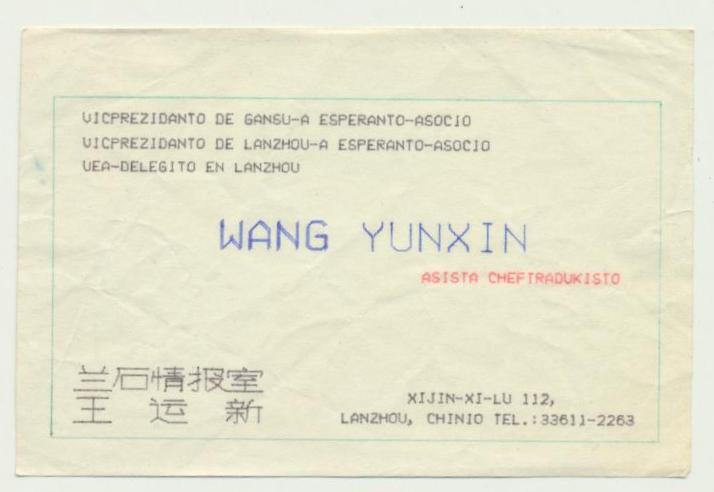 VICPREZIDANTO DE GANSU-A ESPERANTO-ASOCIO
VICPREZIDANTO DE LANZHOU-A ESPERANTO-ASOCIO
UEA-DELEGITO EN LANZHOU
WANG YUNXIN
ASISTA CHEFTRADUKISTO
兰石情报室
王 运 新
XIJIN-XI-LU 112,
LANZHOU, CHINIO TEL.:33611-2263